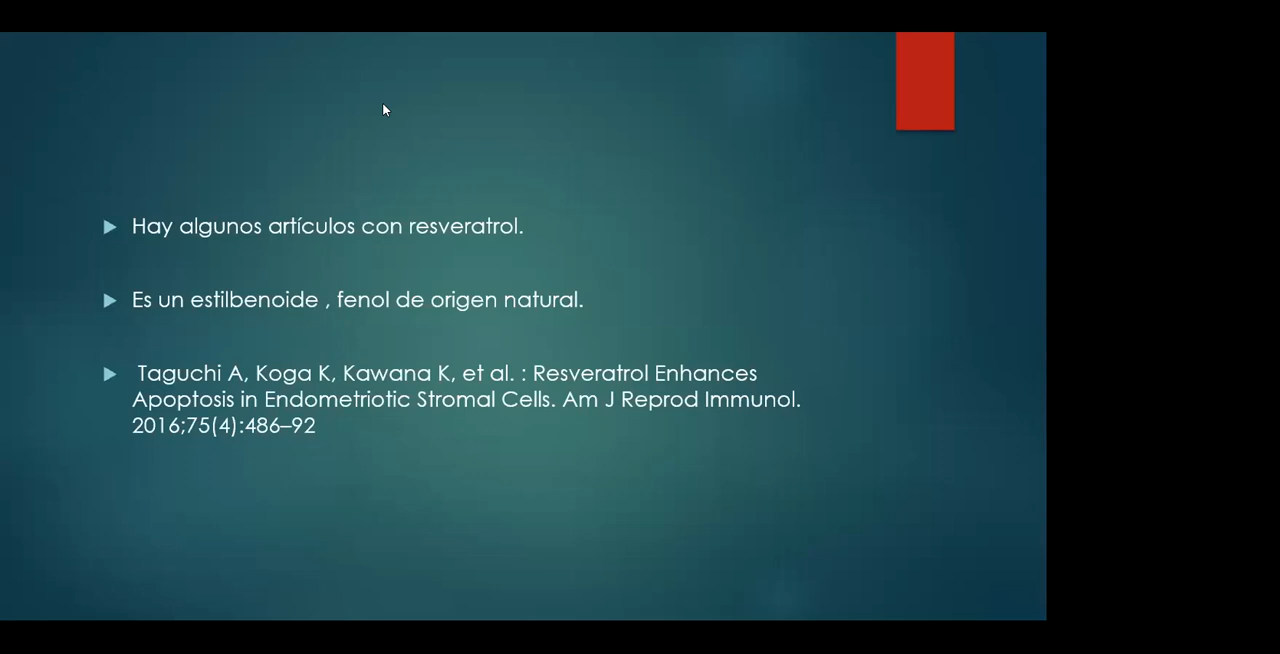 Hay algunos artículos con resveratrol.
Es un estilbenoide , fenol de origen natural.
Taguchi A, Koga K, Kawana K, et al. : Resveratrol Enhances
Apoptosis in Endometriotic Stromal Cells. Am J Reprod Immunol.
2016;75(4):486–92